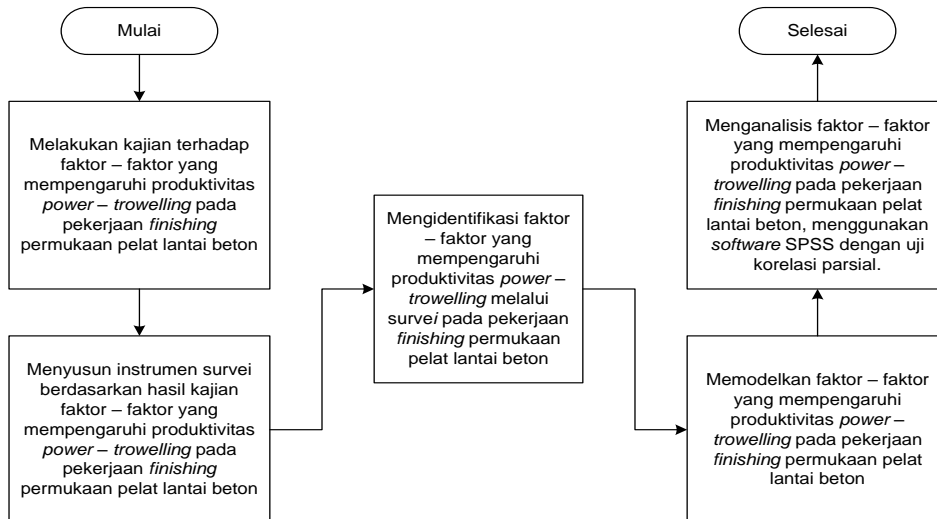 Mulai
Melakukan kajian terhadap
faktor – faktor yang
mempengaruhi produktivitas
power – trowelling pada
pekerjaan finishing
permukaan pelat lantai beton
Menyusun instrumen survei
berdasarkan hasil kajian
faktor – faktor yang
mempengaruhi produktivitas
power – trowelling pada
pekerjaan finishing
permukaan pelat lantai beton
Mengidentifikasi faktor
– faktor yang
mempengaruhi
produktivitas power –
trowelling melalui
survei pada pekerjaan
finishing permukaan
pelat lantai beton
Memodelkan faktor – faktor
yang mempengaruhi
produktivitas power –
trowelling pada pekerjaan
finishing permukaan pelat
lantai beton
Menganalisis faktor – faktor
yang mempengaruhi
produktivitas power –
trowelling pada pekerjaan
finishing permukaan pelat
lantai beton, menggunakan
software SPSS dengan uji
korelasi parsial.
Selesai